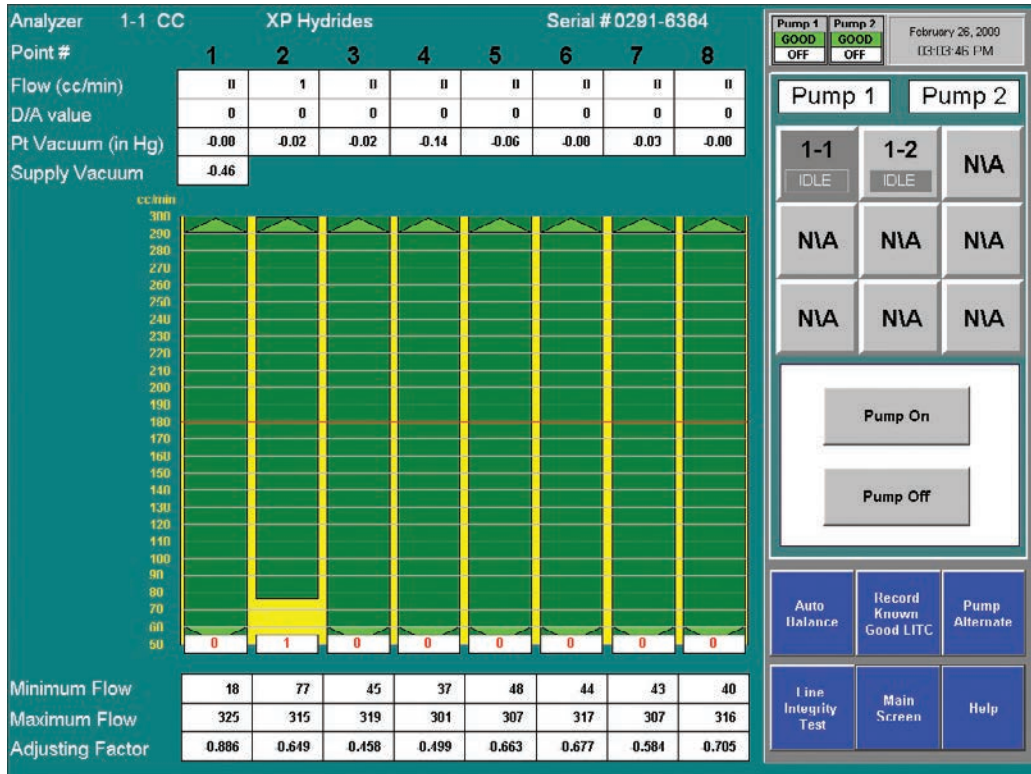 Analyzer 1-1 CC XP Hydrides Serial # 0291-6364
Point # 1 2 3 4 5 6 7 8
Flow (cc/min) 0 1 0 0 0 0 0 0
D/A value 0 0 0 0 0 0 0 0
Pt Vacuum (in Hg) -0.00 -0.02 -0.02 -0.14 -0.06 -0.00 -0.03 -0.00
Supply Vacuum -0.46
cc/min
300
290
280
270
260
250
240
230
220
210
200
190
180
170
160
150
140
130
120
110
100
90
80
70
60
50
0 1 0 0 0 0 0 0
Minimum Flow 18 77 45 37 48 44 43 40
Maximum Flow 325 315 319 301 307 317 307 316
Adjusting Factor 0.886 0.649 0.458 0.499 0.663 0.677 0.584 0.705
Pump 1 Pump 2
GOOD GOOD
OFF OFF
February 26, 2009
03:03:46 PM
Pump 1 Pump 2
1-1 1-2 N\A
IDLE IDLE
N\A N\A N\A
N\A N\A N\A
Pump On
Pump Off
Auto Balance
Record Known Good LITC
Pump Alternate
Line Integrity Test
Main Screen
Help